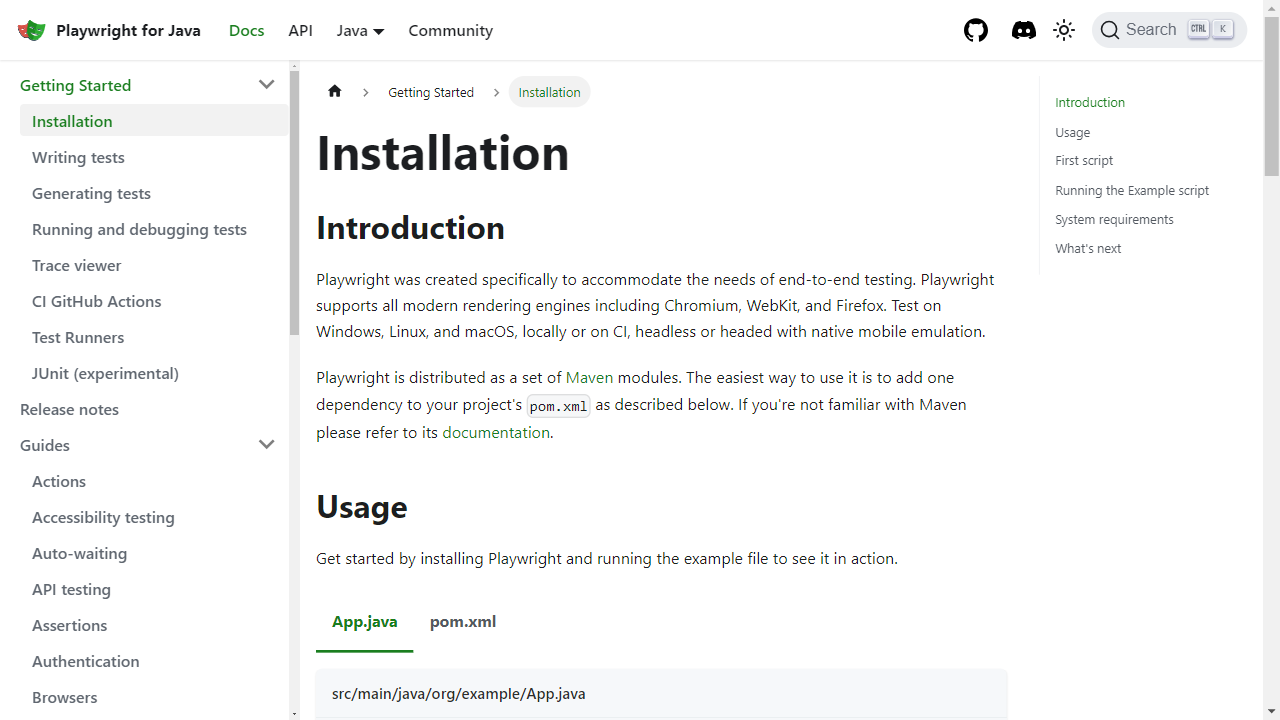 Playwright for Java
Docs
API
Java
Community
Search
CTRL
K
Getting Started
Installation
Writing tests
Generating tests
Running and debugging tests
Trace viewer
CI GitHub Actions
Test Runners
JUnit (experimental)
Release notes
Guides
Actions
Accessibility testing
Auto-waiting
API testing
Assertions
Authentication
Browsers
Getting Started
Installation
Installation
Introduction
Playwright was created specifically to accommodate the needs of end-to-end testing. Playwright
supports all modern rendering engines including Chromium, WebKit, and Firefox. Test on
Windows, Linux, and macOS, locally or on CI, headless or headed with native mobile emulation.
Playwright is distributed as a set of Maven modules. The easiest way to use it is to add one
dependency to your project's pom.xml as described below. If you're not familiar with Maven
please refer to its documentation.
Usage
Get started by installing Playwright and running the example file to see it in action.
App.java
pom.xml
src/main/java/org/example/App.java
Introduction
Usage
First script
Running the Example script
System requirements
What's next